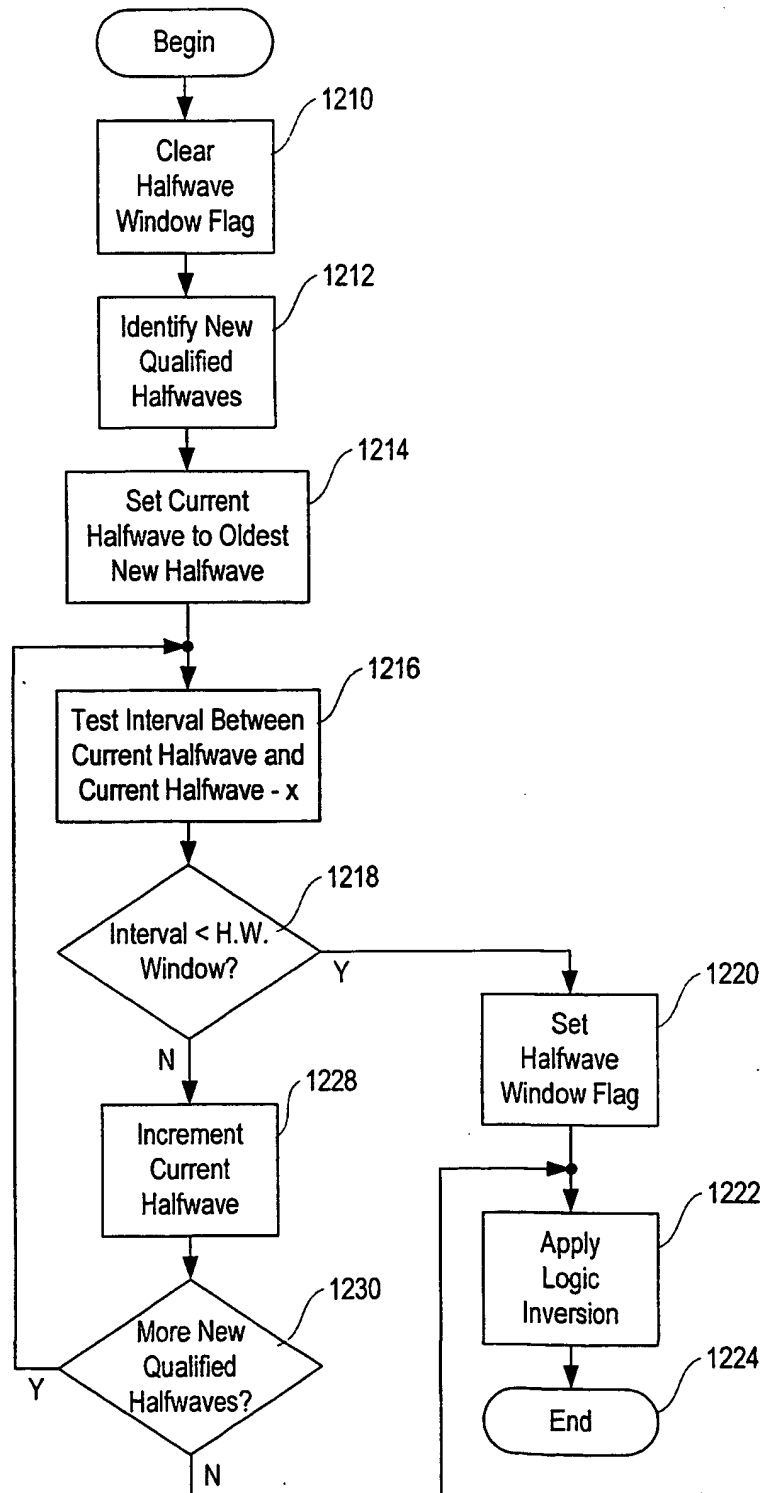 Begin
1210
Clear
Halfwave
Window Flag
1212
Identify New
Qualified
Halfwaves
1214
Set Current
Halfwave to Oldest
New Halfwave
1216
Test Interval Between
Current Halfwave and
Current Halfwave - x
1218
Interval < H.W.
Window?
Y
N
1220
Set
Halfwave
Window Flag
1228
Increment
Current
Halfwave
1222
Apply
Logic
Inversion
1230
More New
Qualified
Halfwaves?
Y
N
1224
End